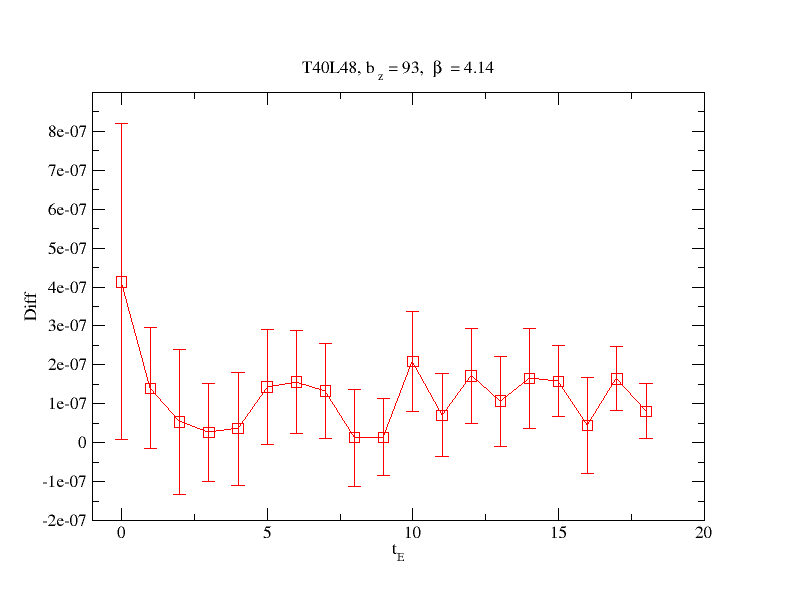 T40L48, b_z = 93, β = 4.14
8e-07
7e-07
6e-07
5e-07
4e-07
3e-07
2e-07
1e-07
0
-1e-07
-2e-07
Diff
0 5 10 15 20
t_E